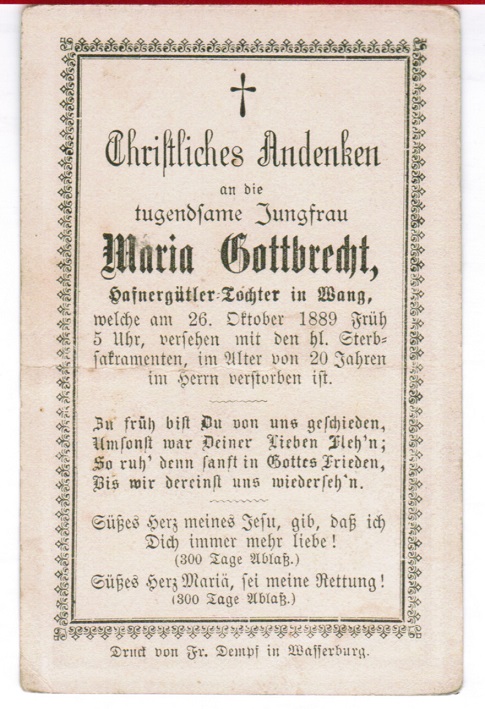 Christliches Andenken
an die
tugendsame Jungfrau
Maria Gottbrecht,
Hafnergütler-Tochter in Wang,
welche am 26. Oktober 1889 Früh
5 Uhr, versehen mit den hl. Sterb-
sakramenten, im Alter von 20 Jahren
im Herrn verstorben ist.
Zu früh bist Du von uns geschieden,
Umsonst war Deiner Lieben Fleh'n;
So ruh' denn sanft in Gottes Frieden,
Bis wir dereinst uns wiederseh'n.
Süßes Herz meines Jesu, gib, daß ich
Dich immer mehr liebe!
(300 Tage Ablaß.)
Süßes Herz Mariä, sei meine Rettung!
(300 Tage Ablaß.)
Druck von Fr. Dempf in Wasserburg.